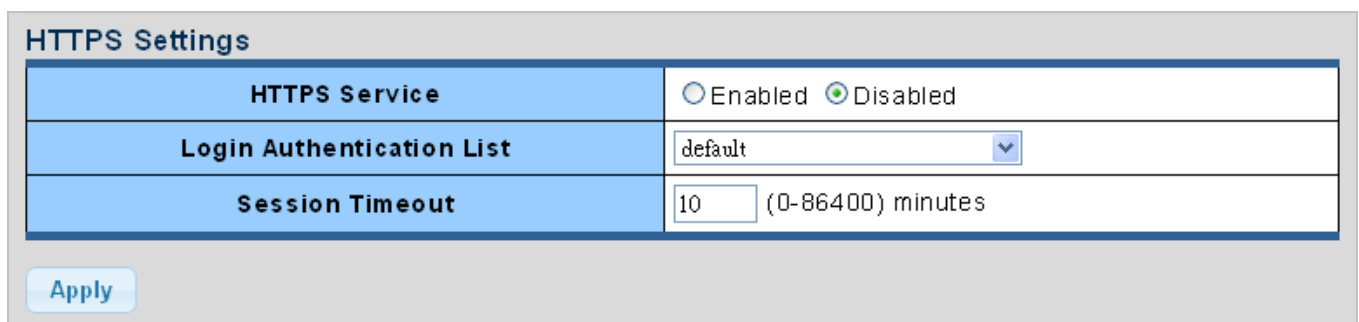 HTTPS Settings
HTTPS Service Enabled Disabled
Login Authentication List default
Session Timeout 10 (0-86400) minutes
Apply